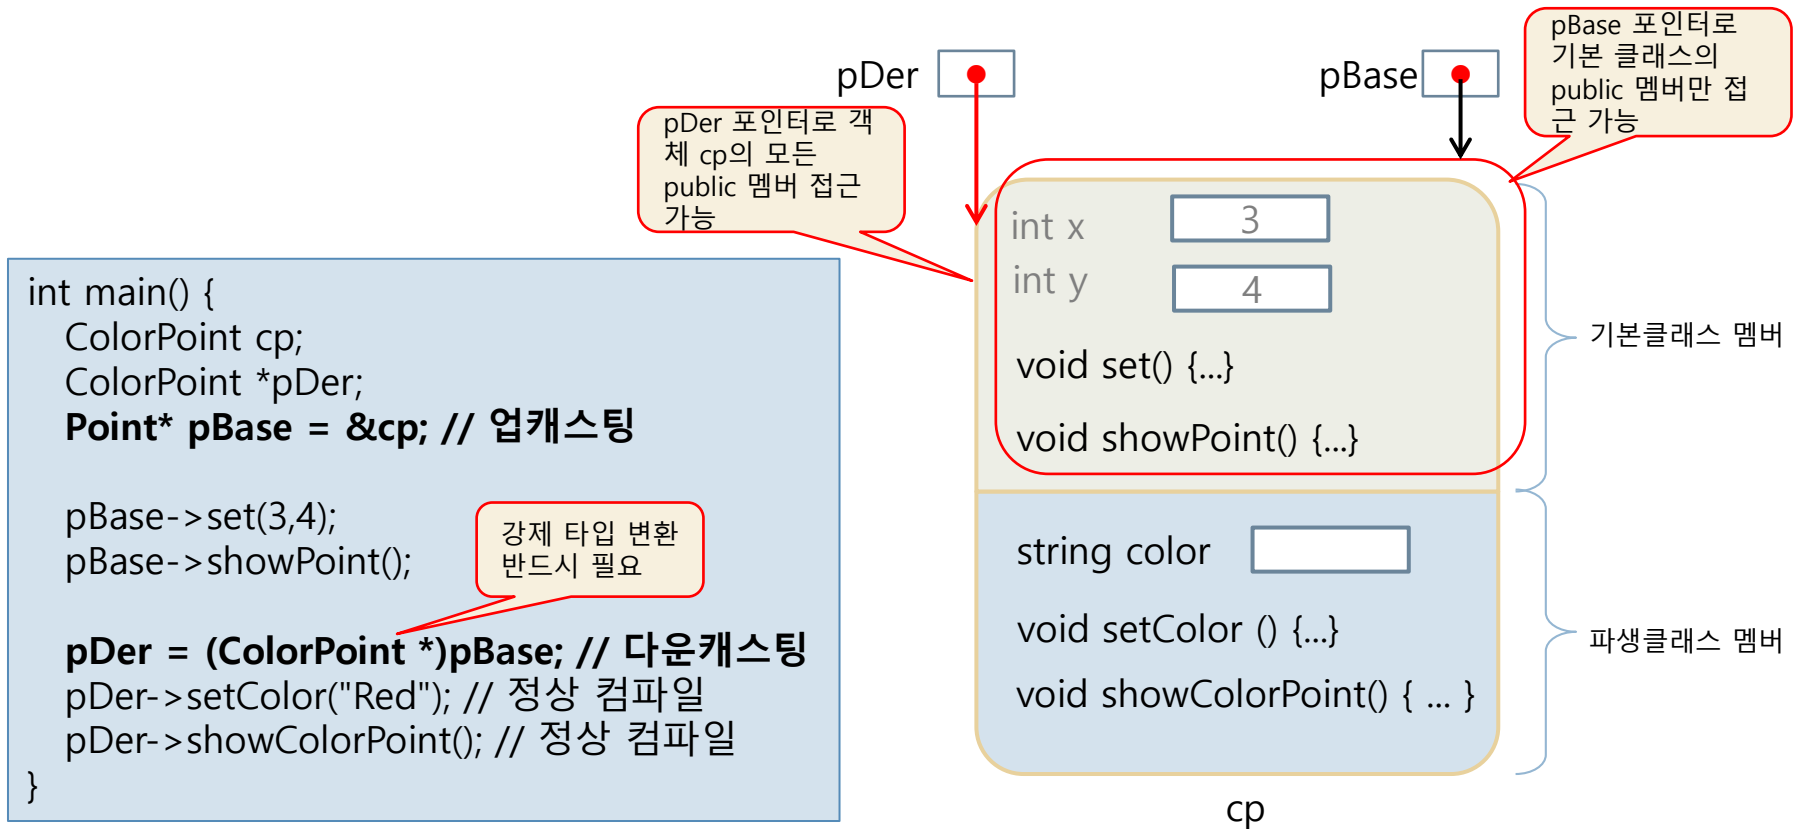 pDer
pBase
pBase 포인터로
기본 클래스의
public 멤버만 접
근 가능
pDer 포인터로 객
체 cp의 모든
public 멤버 접근
가능
int main() {
ColorPoint cp;
ColorPoint *pDer;
Point* pBase = &cp; // 업캐스팅
pBase->set(3,4);
pBase->showPoint();
강제 타입 변환
반드시 필요
pDer = (ColorPoint *)pBase; // 다운캐스팅
pDer->setColor("Red"); // 정상 컴파일
pDer->showColorPoint(); // 정상 컴파일
}
int x 3
int y 4
void set() {...}
void showPoint() {...}
기본클래스 멤버
string color
void setColor () {...}
void showColorPoint() { ... }
파생클래스 멤버
cp